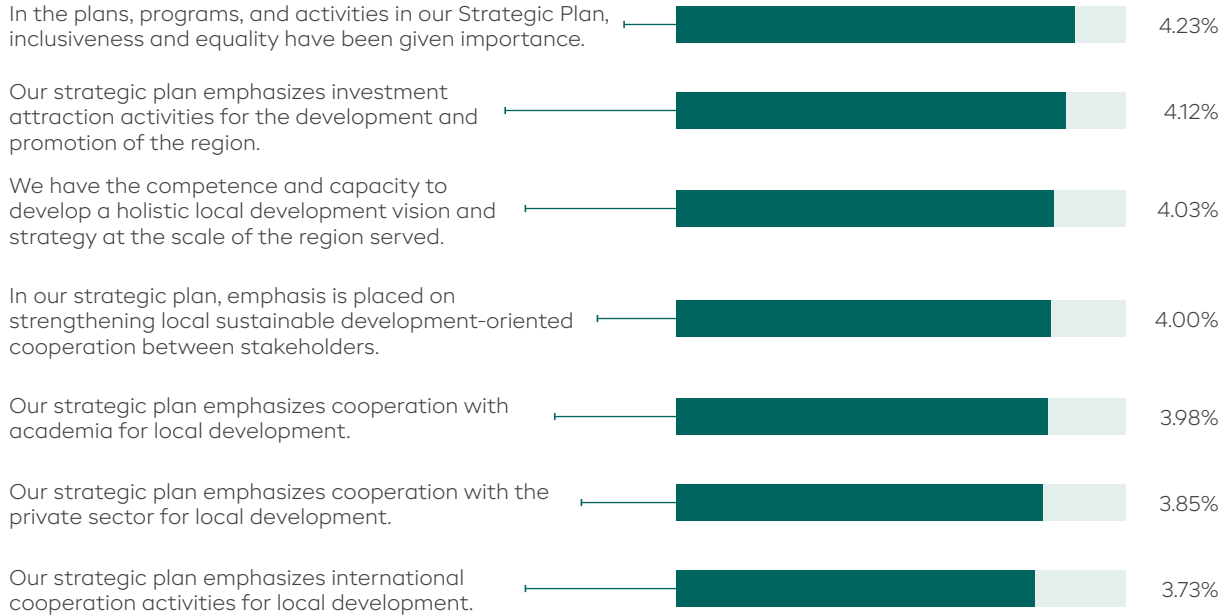 In the plans, programs, and activities in our Strategic Plan,
inclusiveness and equality have been given importance.
4.23%
Our strategic plan emphasizes investment
attraction activities for the development and
promotion of the region.
4.12%
We have the competence and capacity to
develop a holistic local development vision and
strategy at the scale of the region served.
4.03%
In our strategic plan, emphasis is placed on
strengthening local sustainable development-oriented
cooperation between stakeholders.
4.00%
Our strategic plan emphasizes cooperation with
academia for local development.
3.98%
Our strategic plan emphasizes cooperation with the
private sector for local development.
3.85%
Our strategic plan emphasizes international
cooperation activities for local development.
3.73%